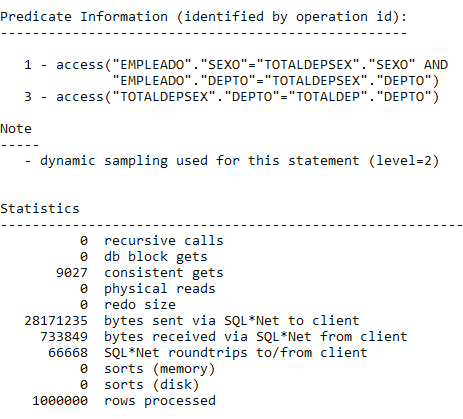 Predicate Information (identified by operation id):
---------------------------------------------------
1 - access("EMPLEADO"."SEXO"="TOTALDEPSEX"."SEXO" AND
"EMPLEADO"."DEPTO"="TOTALDEPSEX"."DEPTO")
3 - access("TOTALDEPSEX"."DEPTO"="TOTALDEP"."DEPTO")
Note
-----
- dynamic sampling used for this statement (level=2)
Statistics
----------------------------------------------------------
0 recursive calls
0 db block gets
9027 consistent gets
0 physical reads
0 redo size
28171235 bytes sent via SQL*Net to client
733849 bytes received via SQL*Net from client
66668 SQL*Net roundtrips to/from client
0 sorts (memory)
0 sorts (disk)
1000000 rows processed